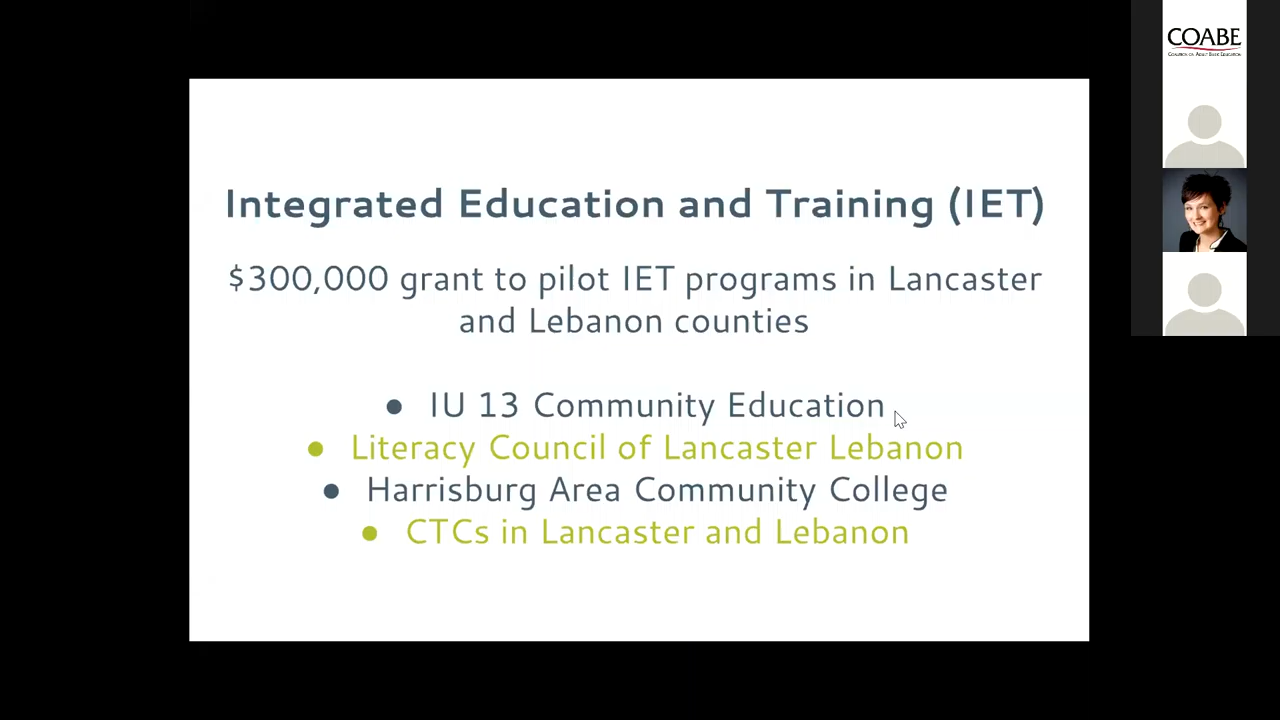 COABE
COALITION ON ADULT BASIC EDUCATION
Integrated Education and Training (IET)
$300,000 grant to pilot IET programs in Lancaster
and Lebanon counties
● IU 13 Community Education
● Literacy Council of Lancaster Lebanon
● Harrisburg Area Community College
● CTCs in Lancaster and Lebanon